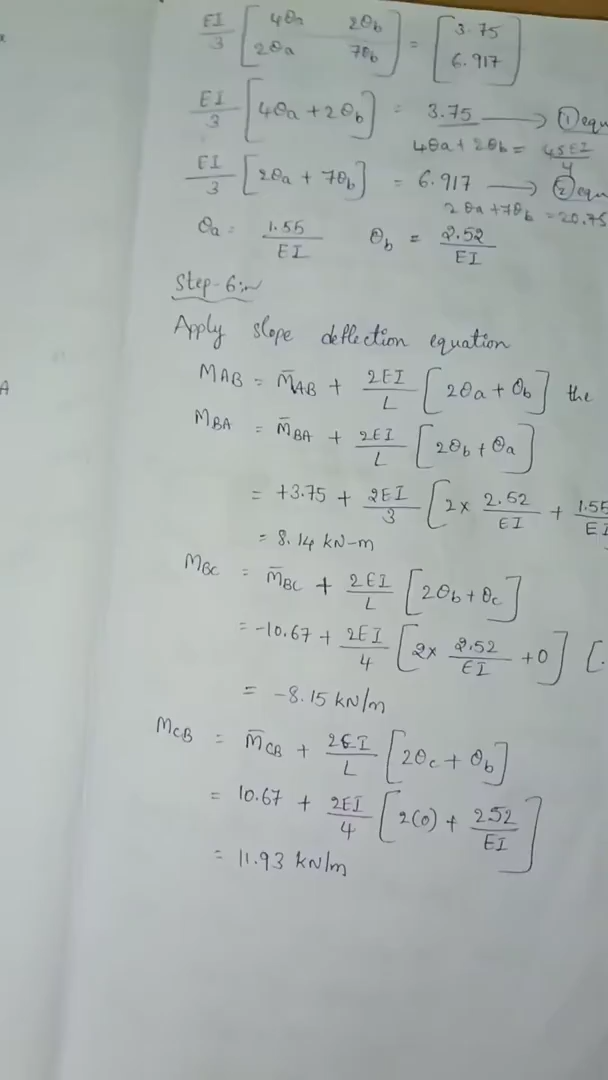 EI/3 [4θa 2θb
2θa 7θb] = [3.75
6.917]
EI/3 [4θa + 2θb] = 3.75 → ① equ
4θa + 2θb = 45EI/4
EI/3 [2θa + 7θb] = 6.917 → ② equ
2θa + 7θb = 20.75
θa = 1.55/EI θb = 2.52/EI
Step-6:~
Apply slope deflection equation
MAB = M̄AB + 2EI/L [2θa + θb] the
MBA = M̄BA + 2EI/L [2θb + θa]
= +3.75 + 2EI/3 [2 × 2.52/EI + 1.55/EI
= 8.14 kN-m
MBC = M̄BC + 2EI/L [2θb + θc]
= -10.67 + 2EI/4 [2 × 2.52/EI + 0] [.
= -8.15 kN/m
MCB = M̄CB + 2EI/L [2θc + θb]
= 10.67 + 2EI/4 [2(0) + 2.52/EI]
= 11.93 kN/m
A